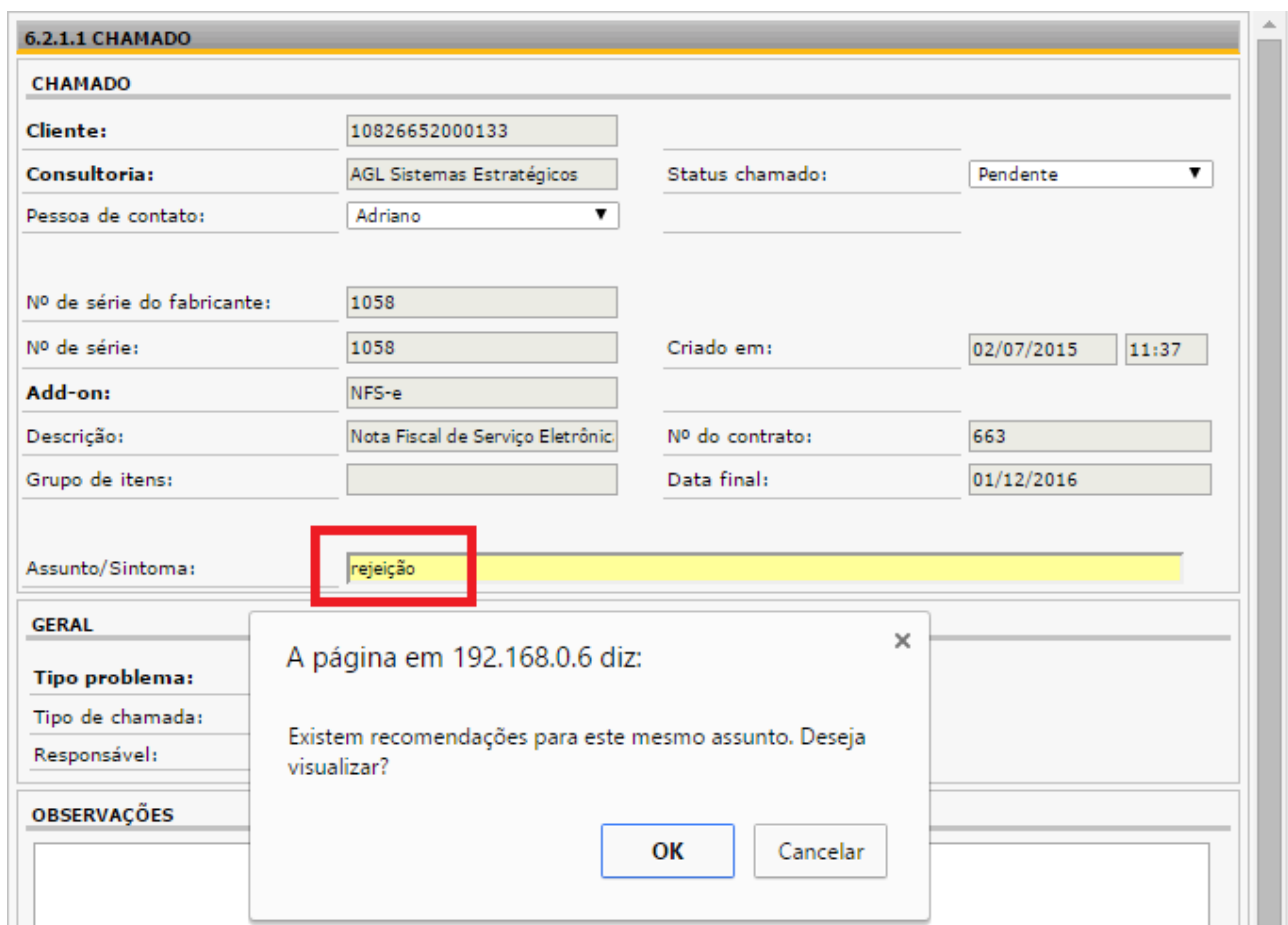 6.2.1.1 CHAMADO
CHAMADO
Cliente: 10826652000133
Consultoria: AGL Sistemas Estratégicos Status chamado: Pendente
Pessoa de contato: Adriano
Nº de série do fabricante: 1058
Nº de série: 1058 Criado em: 02/07/2015 11:37
Add-on: NFS-e
Descrição: Nota Fiscal de Serviço Eletrônic Nº do contrato: 663
Grupo de itens: Data final: 01/12/2016
Assunto/Sintoma: rejeição
GERAL
Tipo problema:
Tipo de chamada:
Responsável:
OBSERVAÇÕES
A página em 192.168.0.6 diz:
Existem recomendações para este mesmo assunto. Deseja
visualizar?
OK Cancelar